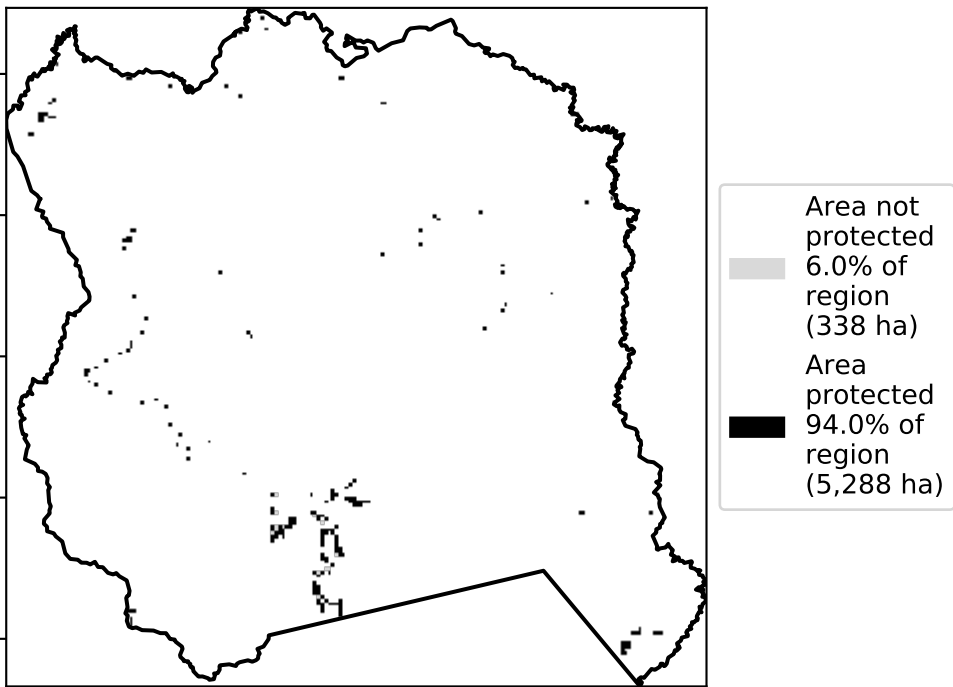 Area not
protected
6.0% of
region
(338 ha)
Area
protected
94.0% of
region
(5,288 ha)